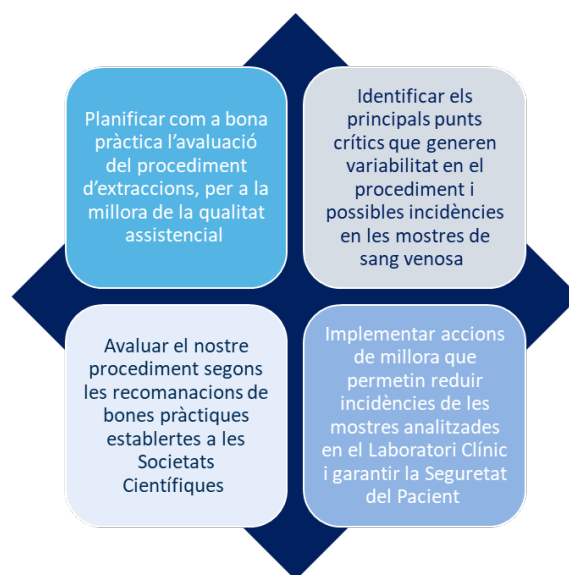 Planificar com a bona
pràctica l’avaluació
del procediment
d’extraccions, per a la
millora de la qualitat
assistencial
Identificar els
principals punts
crítics que generen
variabilitat en el
procediment i
possibles incidències
en les mostres de
sang venosa
Avaluar el nostre
procediment segons
les recomanacions de
bones pràctiques
establertes a les
Societats
Científiques
Implementar accions
de millora que
permetin reduir
incidències de les
mostres analitzades
en el Laboratori Clínic
i garantir la Seguretat
del Pacient